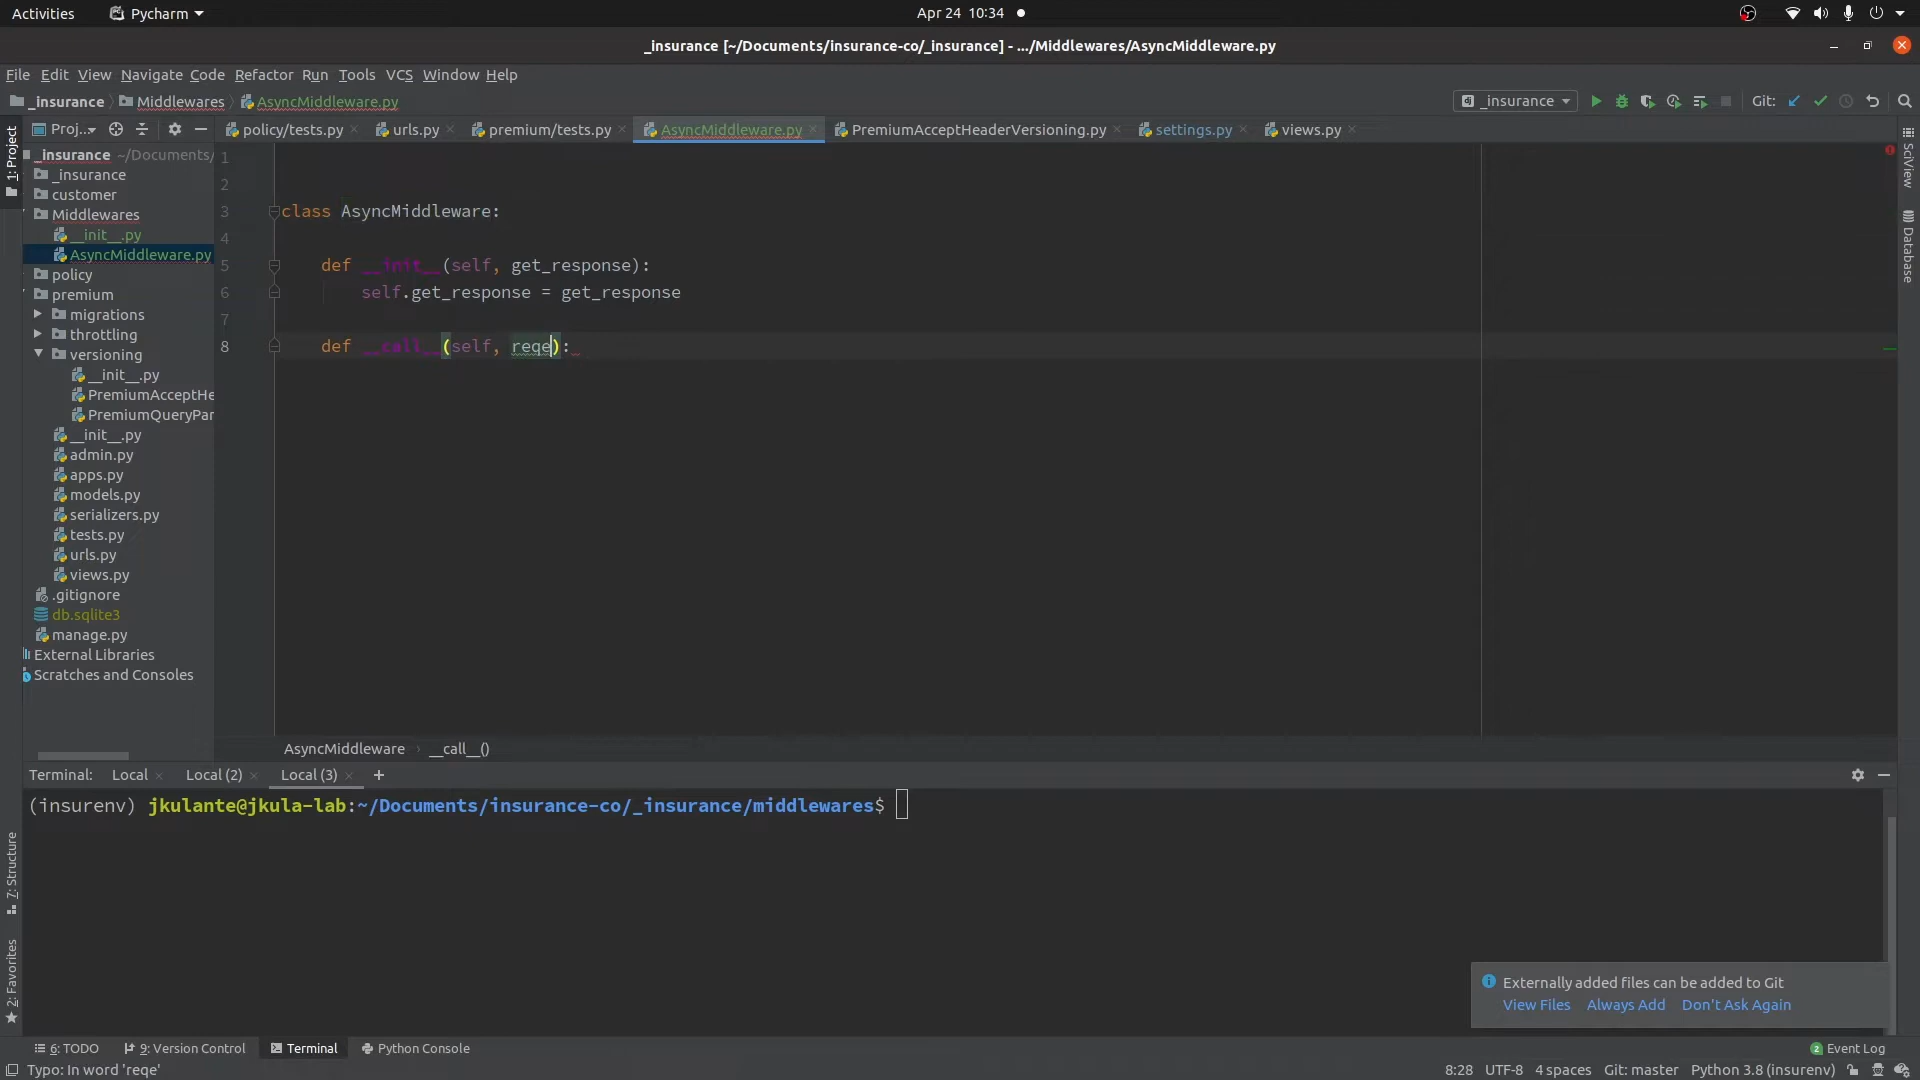 Activities Pycharm Apr 24 10:34
_insurance [~/Documents/insurance-co/_insurance] - .../Middlewares/AsyncMiddleware.py
File Edit View Navigate Code Refactor Run Tools VCS Window Help
_insurance Middlewares AsyncMiddleware.py _insurance Git:
Proj... policy/tests.py urls.py premium/tests.py AsyncMiddleware.py PremiumAcceptHeaderVersioning.py settings.py views.py
1: Project
_insurance ~/Documents/
_insurance
customer
Middlewares
__init__.py
AsyncMiddleware.py
policy
premium
migrations
throttling
versioning
__init__.py
PremiumAcceptHe
PremiumQueryPar
__init__.py
admin.py
apps.py
models.py
serializers.py
tests.py
urls.py
views.py
.gitignore
db.sqlite3
manage.py
External Libraries
Scratches and Consoles
7: Structure
2: Favorites
1
2
3 class AsyncMiddleware:
4
5 def __init__(self, get_response):
6 self.get_response = get_response
7
8 def __call__(self, reqe):
AsyncMiddleware › __call__()
SciView
Database
Terminal: Local Local (2) Local (3) +
(insurenv) jkulante@jkula-lab:~/Documents/insurance-co/_insurance/middlewares$
Externally added files can be added to Git
View Files Always Add Don't Ask Again
6: TODO 9: Version Control Terminal Python Console 2 Event Log
Typo: In word 'reqe' 8:28 UTF-8 4 spaces Git: master Python 3.8 (insurenv)